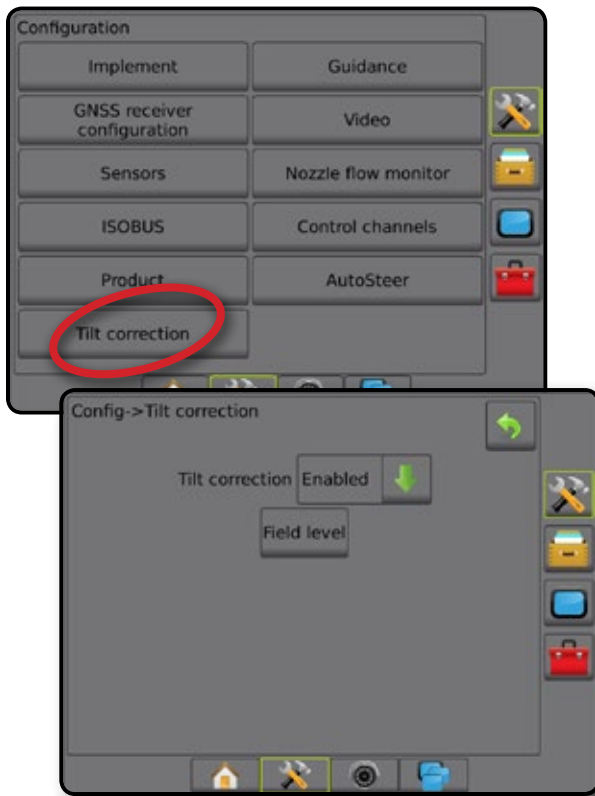 Configuration
Implement
Guidance
GNSS receiver
configuration
Video
Sensors
Nozzle flow monitor
ISOBUS
Control channels
Product
AutoSteer
Tilt correction
Config->Tilt correction
Tilt correction Enabled
Field level